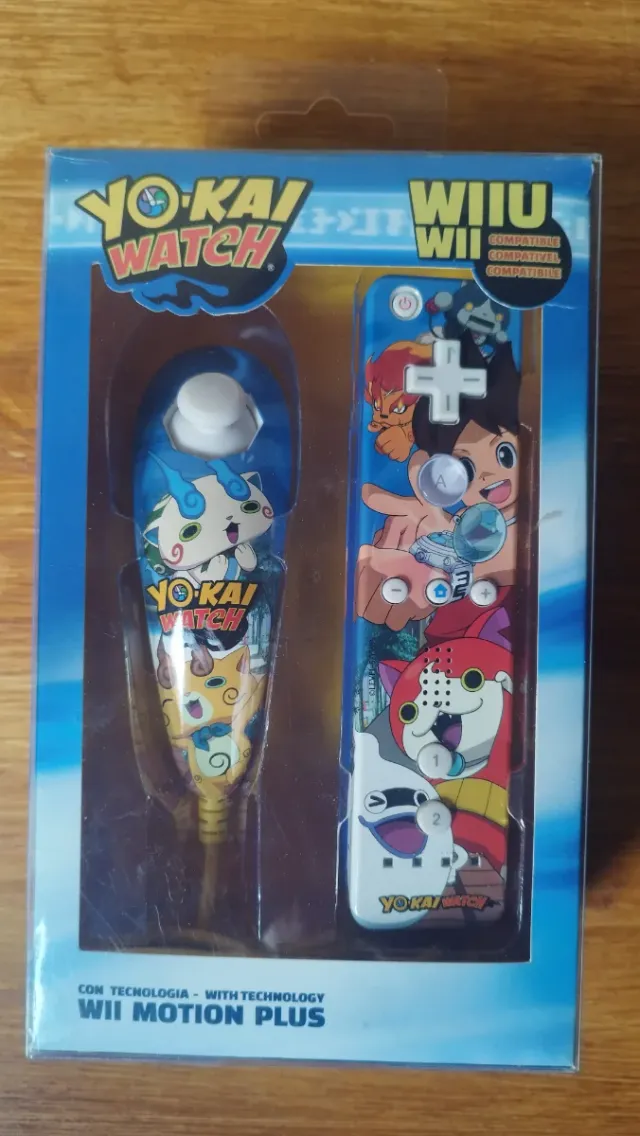 YO-KAI
WATCH
®
WIIU
WII
COMPATIBLE
COMPATIVEL
COMPATIBILE
A
-
+
YO-KAI
WATCH
1
2
YO-KAI WATCH
CON TECNOLOGIA - WITH TECHNOLOGY
WII MOTION PLUS